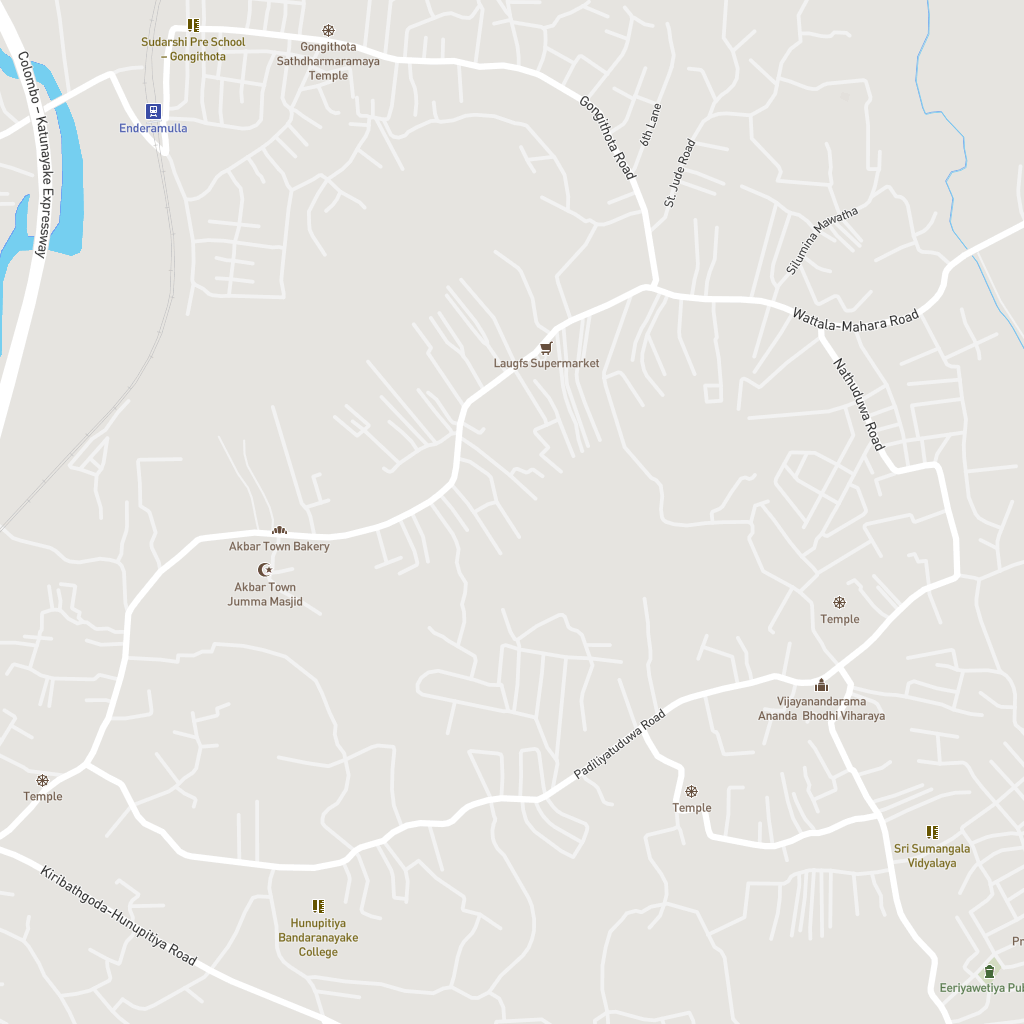 Sudarshi Pre School
– Gongithota
Gongithota
Sathdharmaramaya
Temple
Colombo – Katunayake Expressway
Enderamulla
Gongithota Road
6th Lane
St. Jude Road
Silumina Mawatha
Wattala-Mahara Road
Laugfs Supermarket
Nathuduwa Road
Akbar Town Bakery
Akbar Town
Jumma Masjid
Temple
Vijayanandarama
Ananda Bhodhi Viharaya
Padiliyatuduwa Road
Temple
Temple
Sri Sumangala
Vidyalaya
Kiribathgoda-Hunupitiya Road
Hunupitiya
Bandaranayake
College
Pr
Eeriyawetiya Pub